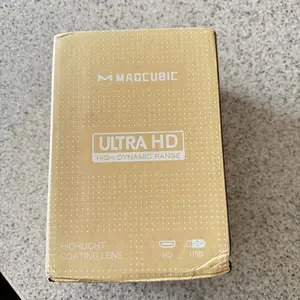 MAGCUBIC
ULTRA HD
HIGH DYNAMIC RANGE
HIGHLIGHT
COATING LENS
HD
USB